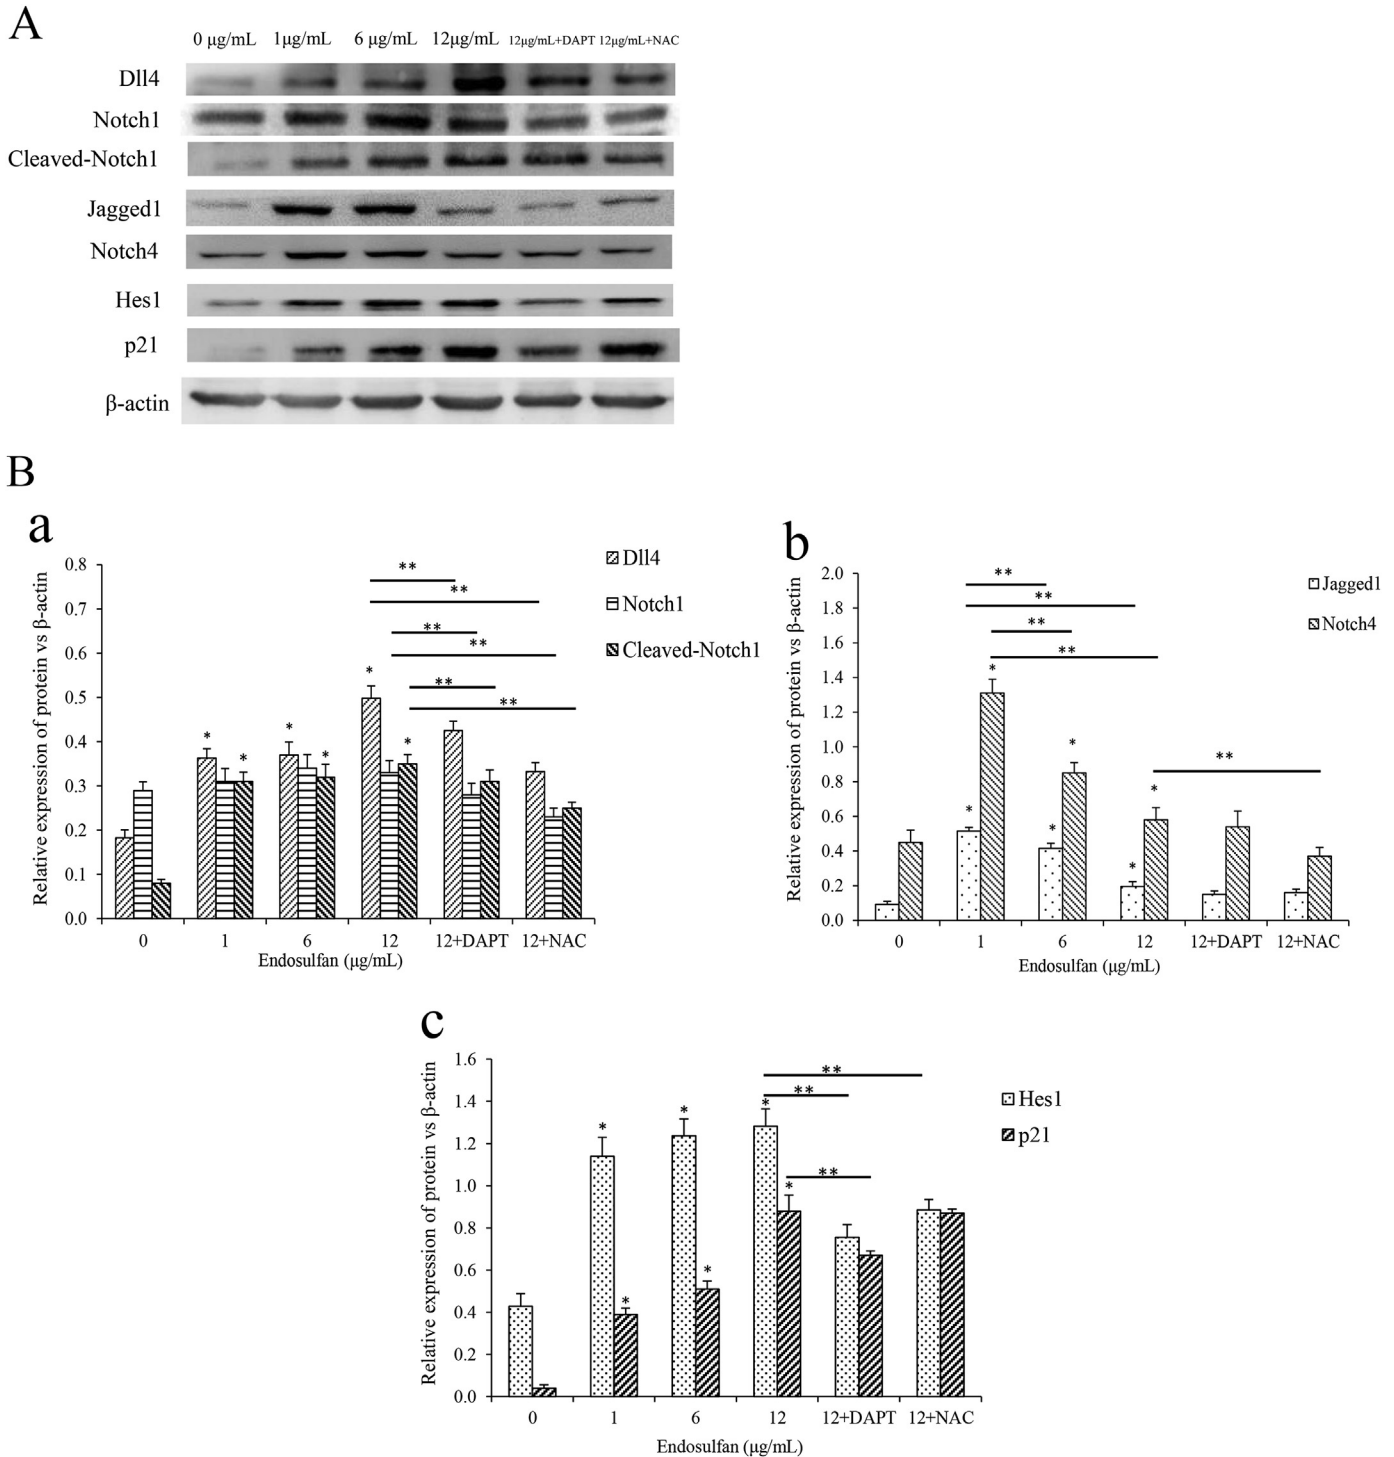 A
0 μg/mL 1μg/mL 6 μg/mL 12μg/mL 12μg/mL+DAPT 12μg/mL+NAC
Dll4
Notch1
Cleaved-Notch1
Jagged1
Notch4
Hes1
p21
β-actin
B
a
Relative expression of protein vs β-actin
0.8
0.7
0.6
0.5
0.4
0.3
0.2
0.1
0.0
** 
**
**
**
**
**
* * * * * *
0 1 6 12 12+DAPT 12+NAC
Endosulfan (μg/mL)
Dll4
Notch1
Cleaved-Notch1
b
Relative expression of protein vs β-actin
2.0
1.8
1.6
1.4
1.2
1.0
0.8
0.6
0.4
0.2
0.0
**
**
**
**
**
* * * * * *
0 1 6 12 12+DAPT 12+NAC
Endosulfan (μg/mL)
Jagged1
Notch4
c
Relative expression of protein vs β-actin
1.6
1.4
1.2
1.0
0.8
0.6
0.4
0.2
0.0
**
**
**
* * * * * *
0 1 6 12 12+DAPT 12+NAC
Endosulfan (μg/mL)
Hes1
p21